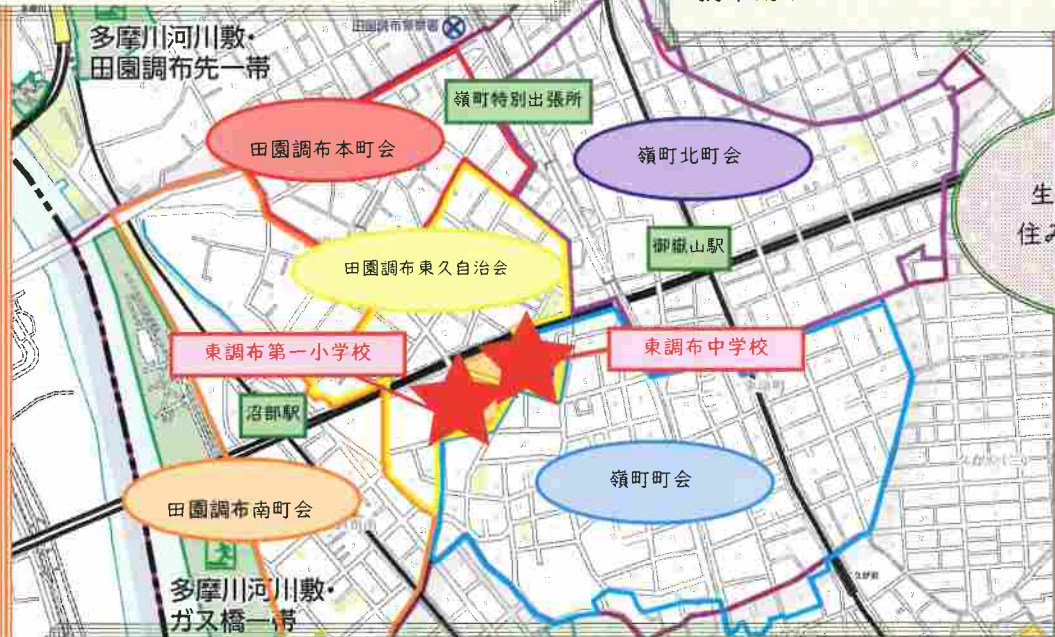 多摩川河川敷・
田園調布先一帯
田園調布警察署
嶺町特別出張所
田園調布本町会
嶺町北町会
生
住み
御嶽山駅
田園調布東久自治会
東調布第一小学校
東調布中学校
沼部駅
嶺町町会
田園調布南町会
多摩川河川敷・
ガス橋一帯